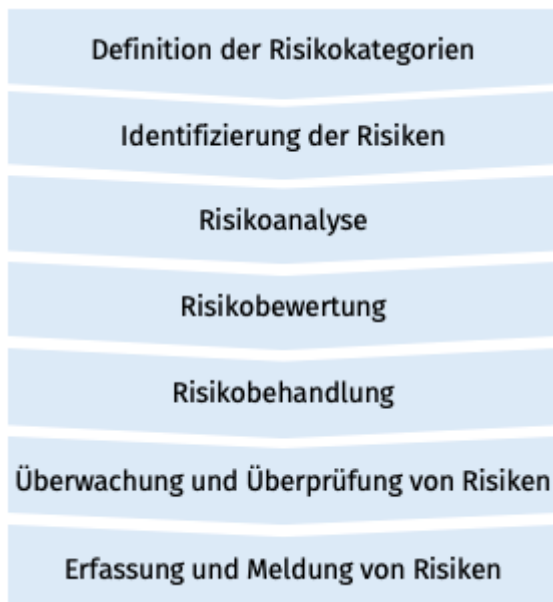 Definition der Risikokategorien
Identifizierung der Risiken
Risikoanalyse
Risikobewertung
Risikobehandlung
Überwachung und Überprüfung von Risiken
Erfassung und Meldung von Risiken